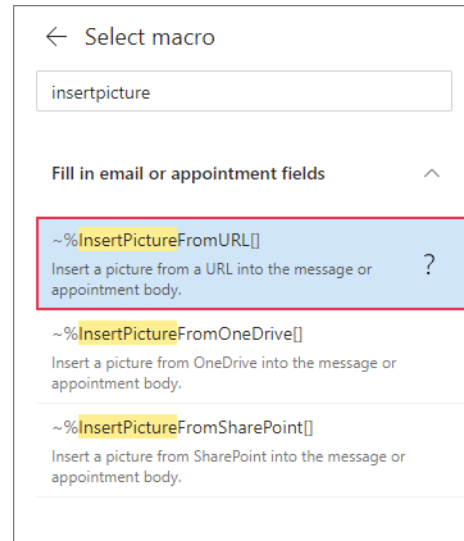 Select macro
insertpicture
Fill in email or appointment fields
~%InsertPictureFromURL[]
Insert a picture from a URL into the message or
appointment body.
?
~%InsertPictureFromOneDrive[]
Insert a picture from OneDrive into the message or
appointment body.
~%InsertPictureFromSharePoint[]
Insert a picture from SharePoint into the message or
appointment body.